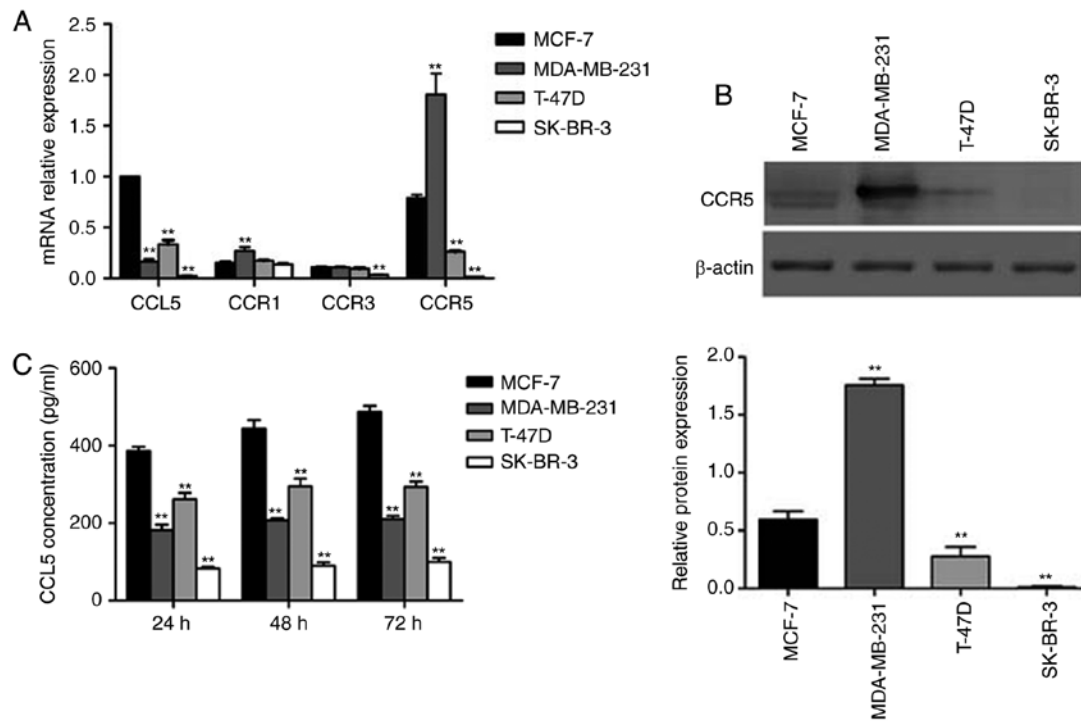 A
mRNA relative expression
2.5
2.0
1.5
1.0
0.5
0.0
** ** ** ** ** ** ** **
CCL5 CCR1 CCR3 CCR5
MCF-7
MDA-MB-231
T-47D
SK-BR-3
B
MCF-7 MDA-MB-231 T-47D SK-BR-3
CCR5
β-actin
Relative protein expression
2.0
1.5
1.0
0.5
0.0
** ** **
MCF-7 MDA-MB-231 T-47D SK-BR-3
C
CCL5 concentration (pg/ml)
600
400
200
0
** ** ** ** ** ** ** ** **
24 h 48 h 72 h
MCF-7
MDA-MB-231
T-47D
SK-BR-3